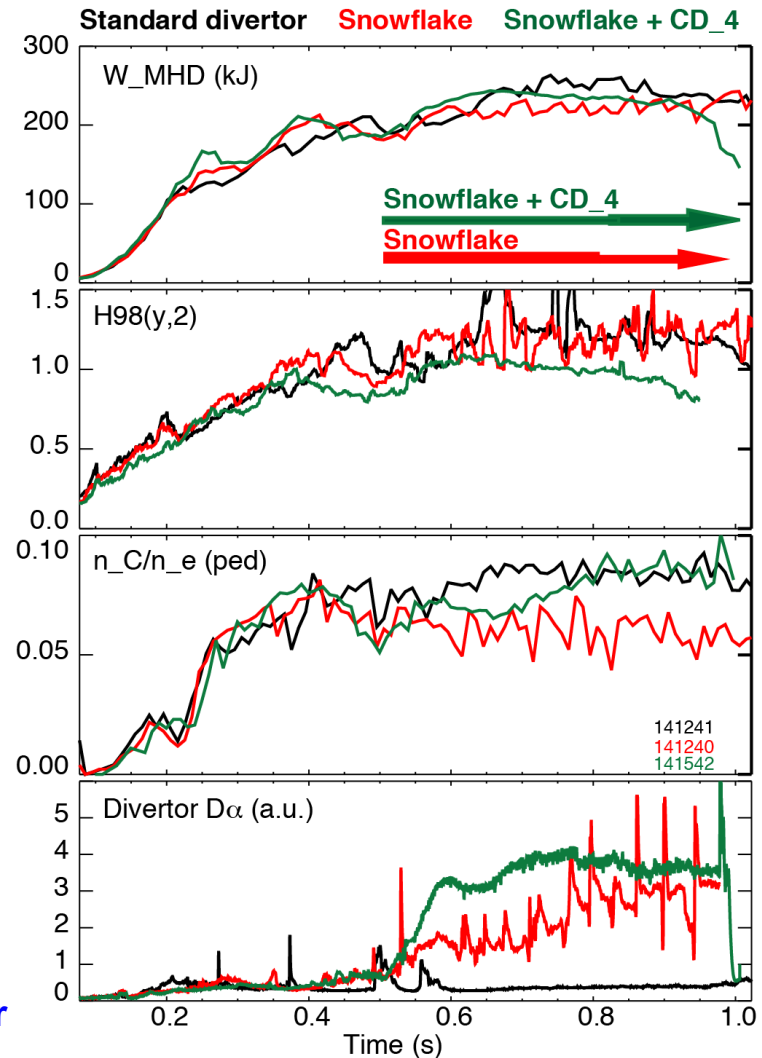 Standard divertor Snowflake Snowflake + CD_4
300
W_MHD (kJ)
200
100
Snowflake + CD_4
Snowflake
0
1.5
H98(y,2)
1.0
0.5
0.0
0.10
n_C/n_e (ped)
0.05
141241
141240
141542
0.00
5
Divertor Dα (a.u.)
4
3
2
1
0
r
0.2 0.4 0.6 0.8 1.0
Time (s)